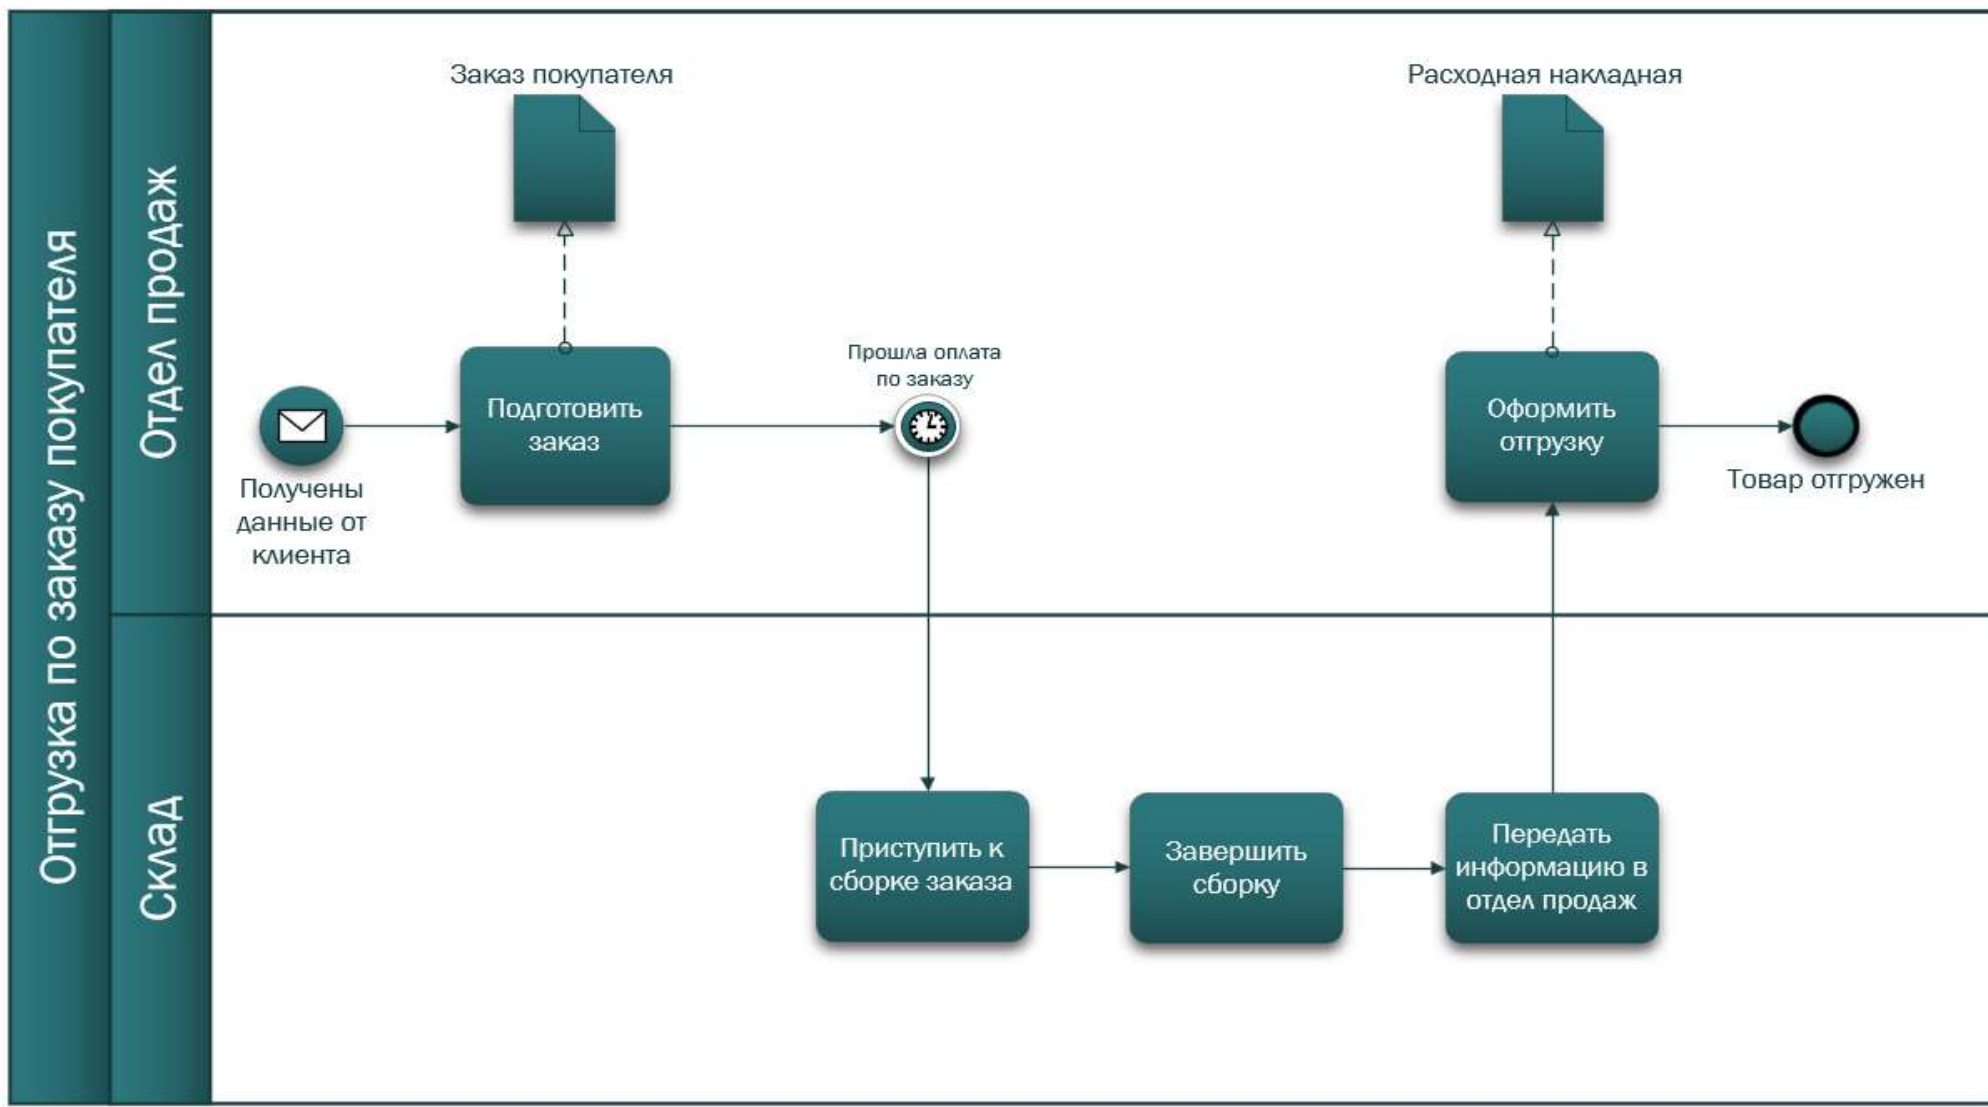 Отгрузка по заказу покупателя
Отдел продаж
Заказ покупателя
Расходная накладная
Получены
данные от
клиента
Подготовить
заказ
Прошла оплата
по заказу
Оформить
отгрузку
Товар отгружен
Склад
Приступить к
сборке заказа
Завершить
сборку
Передать
информацию в
отдел продаж